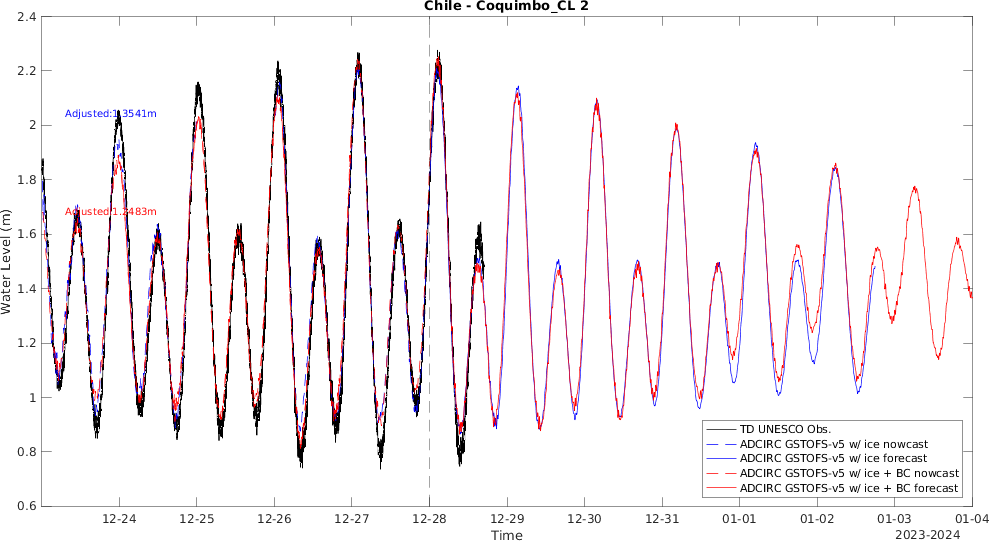 Chile - Coquimbo_CL 2
2.4
2.2
2
1.8
1.6
1.4
1.2
1
0.8
0.6
Water Level (m)
Adjusted:1.3541m
Adjusted:1.2483m
TD UNESCO Obs.
ADCIRC GSTOFS-v5 w/ ice nowcast
ADCIRC GSTOFS-v5 w/ ice forecast
ADCIRC GSTOFS-v5 w/ ice + BC nowcast
ADCIRC GSTOFS-v5 w/ ice + BC forecast
12-24 12-25 12-26 12-27 12-28 12-29 12-30 12-31 01-01 01-02 01-03 01-04
Time
2023-2024